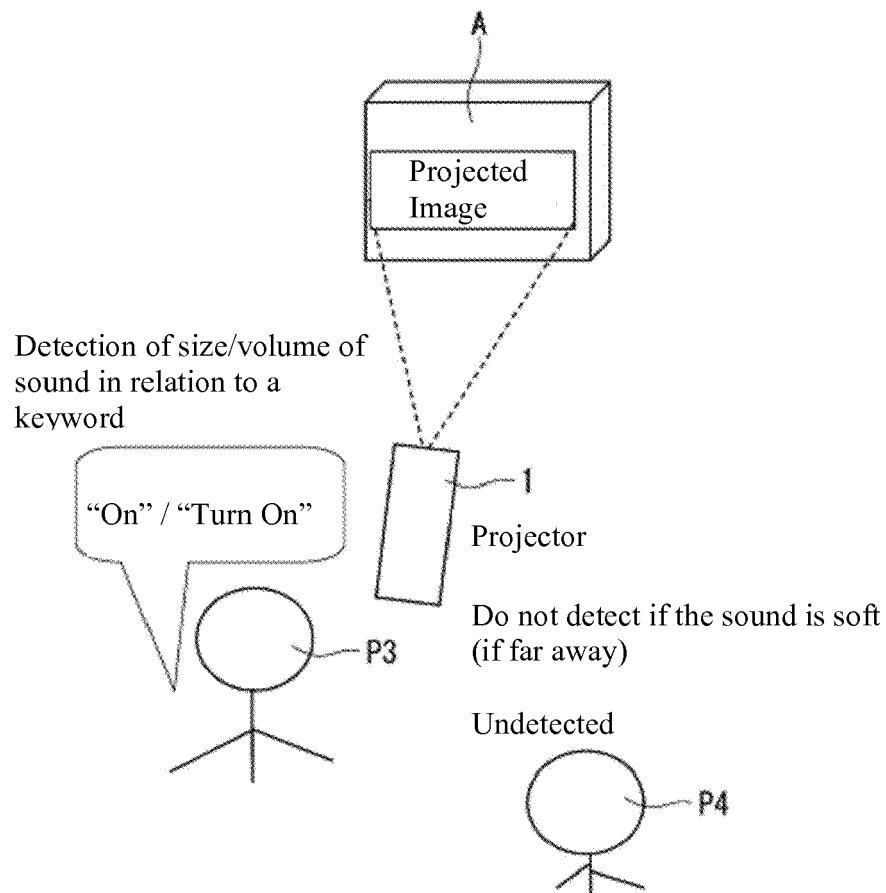 A
Projected
Image
Detection of size/volume of
sound in relation to a
keyword
“On” / “Turn On”
1
Projector
Do not detect if the sound is soft
(if far away)
P3
Undetected
P4